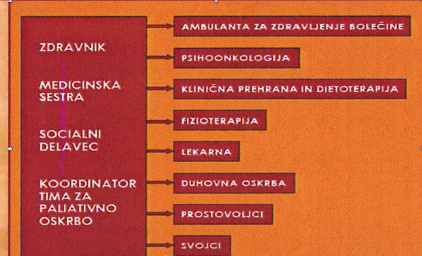 ZDRAVNIK
MEDICINSKA
SESTRA
SOCIALNI
DELAVEC
KOORDINATOR
TIMA ZA
PALIATIVNO
OSKRBO
AMBULANTA ZA ZDRAVLJENJE BOLEČINE
PSIHOONKOLOGIJA
KLINIČNA PREHRANA IN DIETOTERAPIJA
FIZIOTERAPIJA
LEKARNA
DUHOVNA OSKRBA
PROSTOVOLJCI
SVOJCI